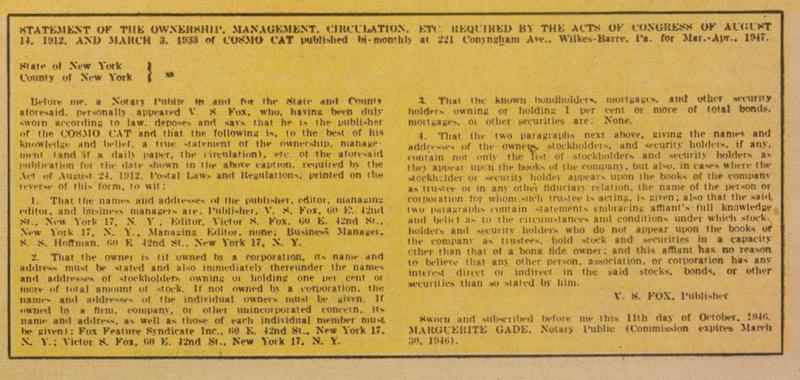 STATEMENT OF THE OWNERSHIP, MANAGEMENT, CIRCULATION, ETC. REQUIRED BY THE ACTS OF CONGRESS OF AUGUST
14, 1912, AND MARCH 3, 1933 of COSMO CAT published bi-monthly at 221 Conyngham Ave., Wilkes-Barre, Pa. for Mar.-Apr., 1947.
State of New York }
County of New York } ss
Before me, a Notary Public in and for the State and County
aforesaid, personally appeared V. S. Fox, who, having been duly
sworn according to law, deposes and says that he is the publisher
of the COSMO CAT and that the following is, to the best of his
knowledge and belief, a true statement of the ownership, manage-
ment (and if a daily paper, the circulation), etc. of the aforesaid
publication for the date shown in the above caption, required by the
Act of August 24, 1912, Postal Laws and Regulations, printed on the
reverse of this form, to wit:
1. That the names and addresses of the publisher, editor, managing
editor, and business managers are: Publisher, V. S. Fox, 60 E. 42nd
St., New York 17, N. Y., Editor, Victor S. Fox, 60 E. 42nd St.,
New York 17, N. Y., Managing Editor, none; Business Manager,
S. S. Hoffman, 60 E. 42nd St., New York 17, N. Y.
2. That the owner is (if owned by a corporation, its name and
address must be stated and also immediately thereunder the names
and addresses of stockholders owning or holding one per cent or
more of total amount of stock. If not owned by a corporation, the
names and addresses of the individual owners must be given. If
owned by a firm, company, or other unincorporated concern, its
name and address, as well as those of each individual member must
be given): Fox Feature Syndicate Inc., 60 E. 42nd St., New York 17,
N. Y.; Victor S. Fox, 60 E. 42nd St., New York 17, N. Y.
3. That the known bondholders, mortgages, and other security
holders owning or holding 1 per cent or more of total bonds,
mortgages, or other securities are: None.
4. That the two paragraphs next above, giving the names and
addresses of the owners, stockholders, and security holders, if any,
contain not only the list of stockholders and security holders as
they appear upon the books of the company, but also, in cases where the
stockholder or security holder appears upon the books of the company
as trustee or in any other fiduciary relation, the name of the person or
corporation for whom such trustee is acting, is given; also that the said
two paragraphs contain statements embracing affiant's full knowledge
and belief as to the circumstances and conditions under which stock-
holders and security holders who do not appear upon the books of
the company as trustees, hold stock and securities in a capacity
other than that of a bona fide owner; and this affiant has no reason
to believe that any other person, association, or corporation has any
interest direct or indirect in the said stocks, bonds, or other
securities than so stated by him.
V. S. FOX, Publisher
Sworn and subscribed before me this 11th day of October, 1946.
MARGUERITE GADE, Notary Public (Commission expires March
30, 1946).